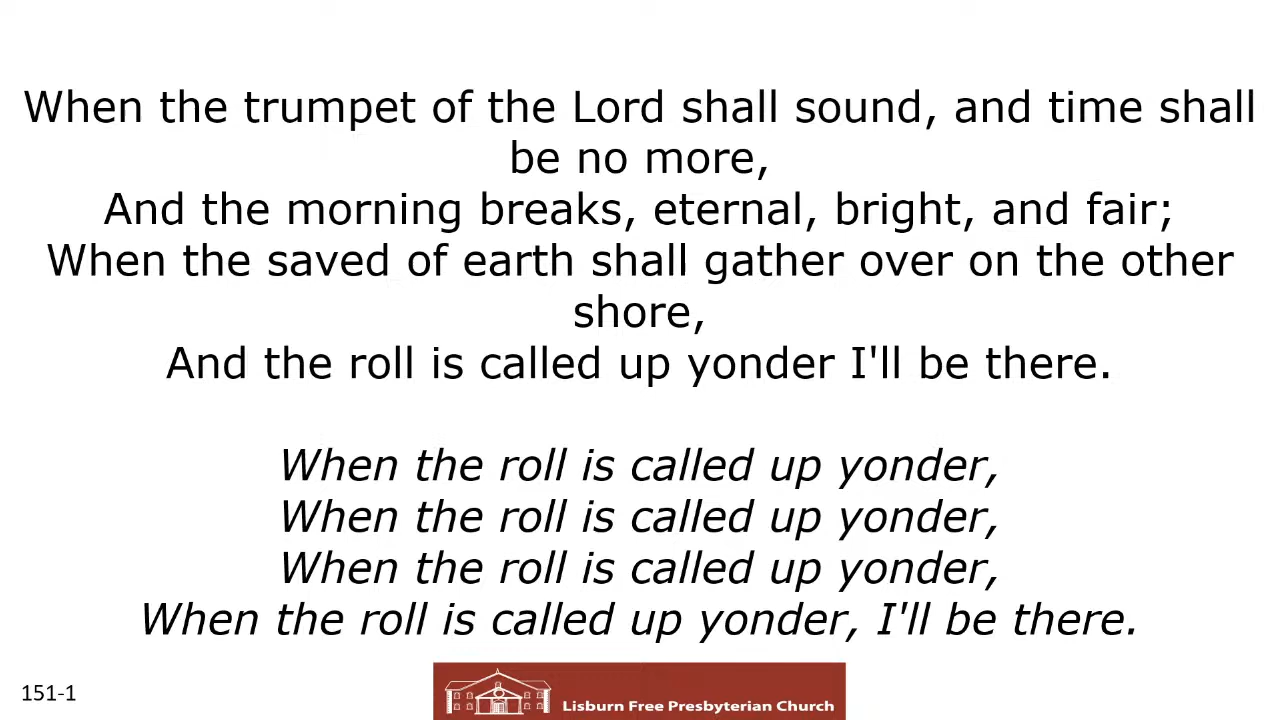 When the trumpet of the Lord shall sound, and time shall
be no more,
And the morning breaks, eternal, bright, and fair;
When the saved of earth shall gather over on the other
shore,
And the roll is called up yonder I'll be there.
When the roll is called up yonder,
When the roll is called up yonder,
When the roll is called up yonder,
When the roll is called up yonder, I'll be there.
151-1
Lisburn Free Presbyterian Church